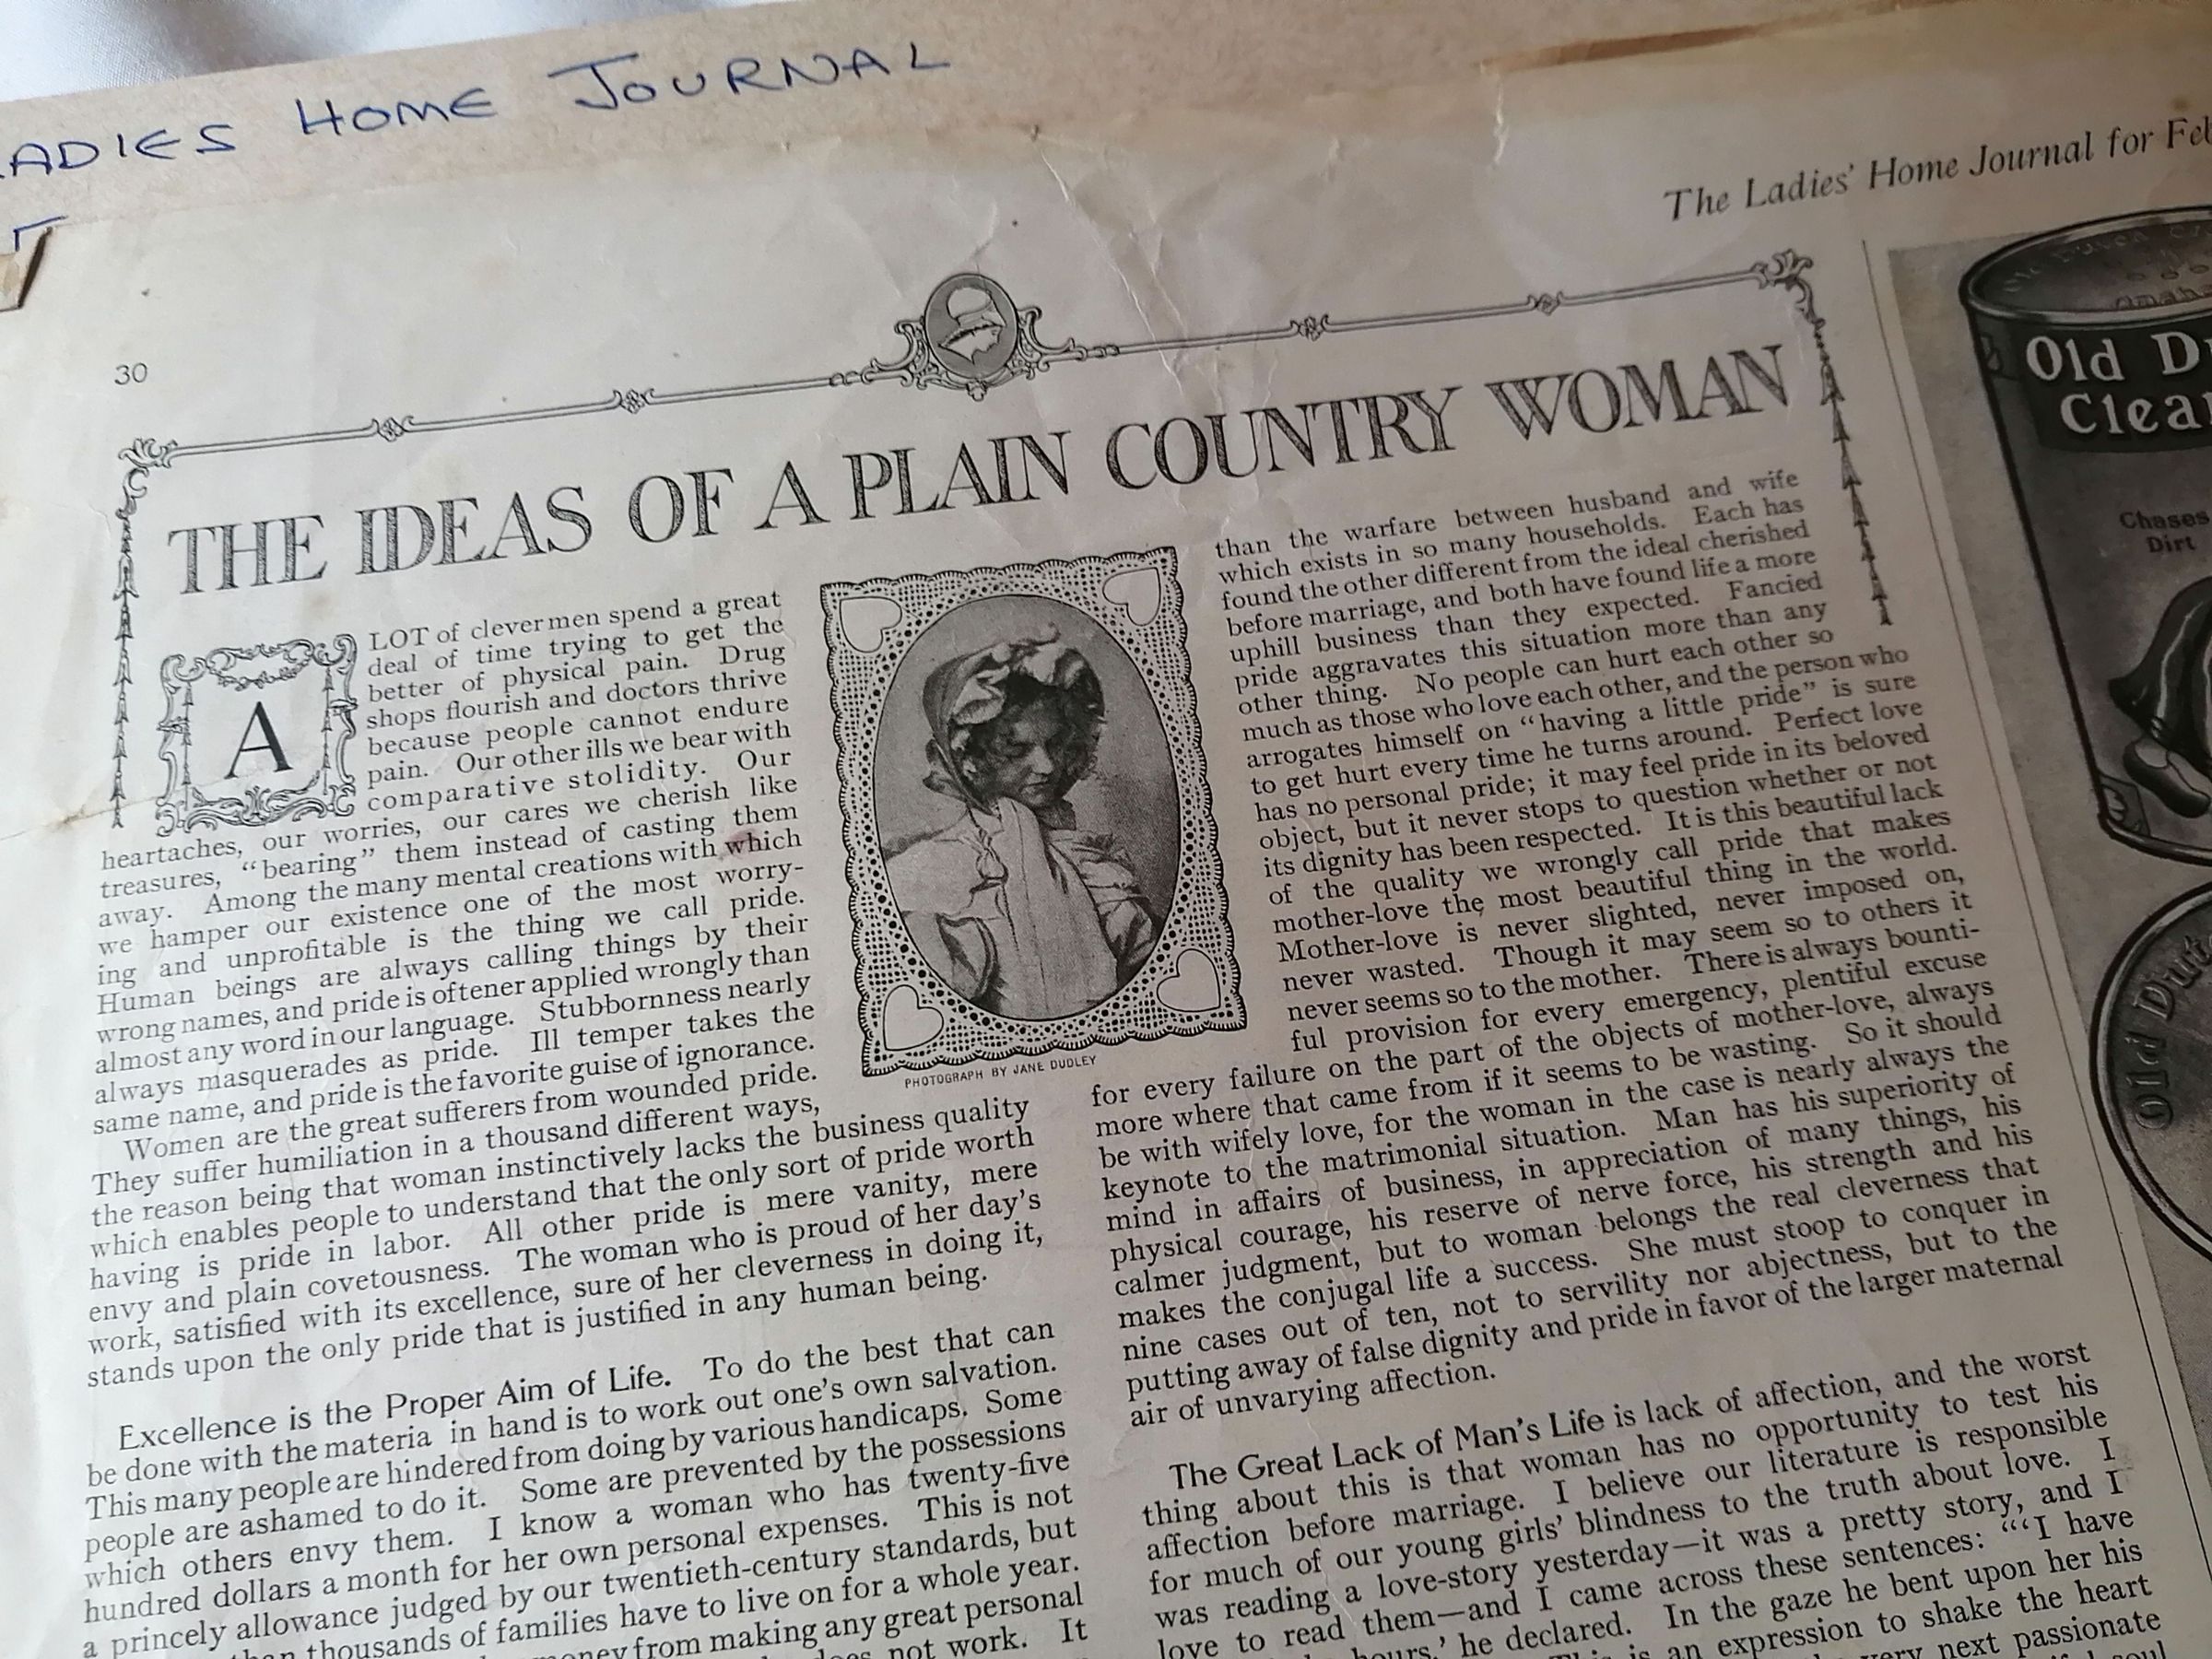 LADIES HOME JOURNAL
The Ladies' Home Journal for Feb
30
THE IDEAS OF A PLAIN COUNTRY WOMAN
A LOT of clever men spend a great
deal of time trying to get the
better of physical pain. Drug
shops flourish and doctors thrive
because people cannot endure
pain. Our other ills we bear with
comparative stolidity. Our
heartaches, our worries, our cares we cherish like
treasures, "bearing" them instead of casting them
away. Among the many mental creations with which
we hamper our existence one of the most worry-
ing and unprofitable is the thing we call pride.
Human beings are always calling things by their
wrong names, and pride is oftener applied wrongly than
almost any word in our language. Stubbornness nearly
always masquerades as pride. Ill temper takes the
same name, and pride is the favorite guise of ignorance.
Women are the great sufferers from wounded pride.
They suffer humiliation in a thousand different ways,
the reason being that woman instinctively lacks the business quality
which enables people to understand that the only sort of pride worth
having is pride in labor. All other pride is mere vanity, mere
envy and plain covetousness. The woman who is proud of her day's
work, satisfied with its excellence, sure of her cleverness in doing it,
stands upon the only pride that is justified in any human being.
Excellence is the Proper Aim of Life. To do the best that can
be done with the materia in hand is to work out one's own salvation.
This many people are hindered from doing by various handicaps. Some
people are ashamed to do it. Some are prevented by the possessions
which others envy them. I know a woman who has twenty-five
hundred dollars a month for her own personal expenses. This is not
a princely allowance judged by our twentieth-century standards, but
than thousands of families have to live on for a whole year.
money from making any great personal
does not work. It
PHOTOGRAPH BY JANE DUDLEY
than the warfare between husband and wife
which exists in so many households. Each has
found the other different from the ideal cherished
before marriage, and both have found life a more
uphill business than they expected. Fancied
pride aggravates this situation more than any
other thing. No people can hurt each other so
much as those who love each other, and the person who
arrogates himself on "having a little pride" is sure
to get hurt every time he turns around. Perfect love
has no personal pride; it may feel pride in its beloved
object, but it never stops to question whether or not
its dignity has been respected. It is this beautiful lack
of the quality we wrongly call pride that makes
mother-love the most beautiful thing in the world.
Mother-love is never slighted, never imposed on,
never wasted. Though it may seem so to others it
never seems so to the mother. There is always bounti-
ful provision for every emergency, plentiful excuse
for every failure on the part of the objects of mother-love, always
more where that came from if it seems to be wasting. So it should
be with wifely love, for the woman in the case is nearly always the
keynote to the matrimonial situation. Man has his superiority of
mind in affairs of business, in appreciation of many things, his
physical courage, his reserve of nerve force, his strength and his
calmer judgment, but to woman belongs the real cleverness that
makes the conjugal life a success. She must stoop to conquer in
nine cases out of ten, not to servility nor abjectness, but to the
putting away of false dignity and pride in favor of the larger maternal
air of unvarying affection.
The Great Lack of Man's Life is lack of affection, and the worst
thing about this is that woman has no opportunity to test his
affection before marriage. I believe our literature is responsible
for much of our young girls' blindness to the truth about love. I
was reading a love-story yesterday—it was a pretty story, and I
love to read them—and I came across these sentences: "'I have
hours,' he declared. In the gaze he bent upon her his
is an expression to shake the heart
very next passionate
soul
Old D
Clea
Chases
Dirt
Old Dut
Omaha